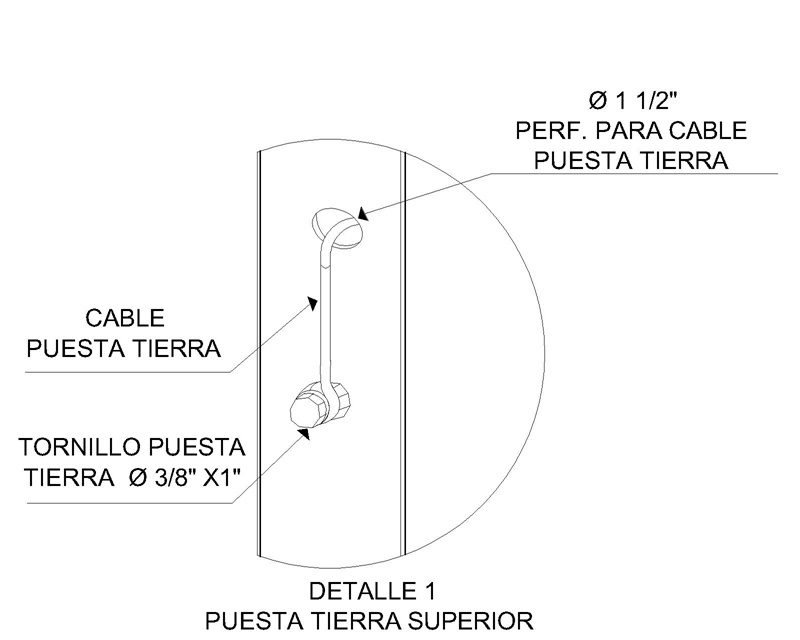 Ø 1 1/2"
PERF. PARA CABLE
PUESTA TIERRA
CABLE
PUESTA TIERRA
TORNILLO PUESTA
TIERRA Ø 3/8" X1"
DETALLE 1
PUESTA TIERRA SUPERIOR